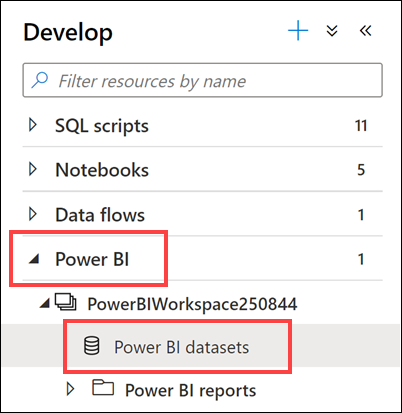 Develop
Filter resources by name
SQL scripts 11
Notebooks 5
Data flows 1
Power BI 1
PowerBIWorkspace250844
Power BI datasets
Power BI reports